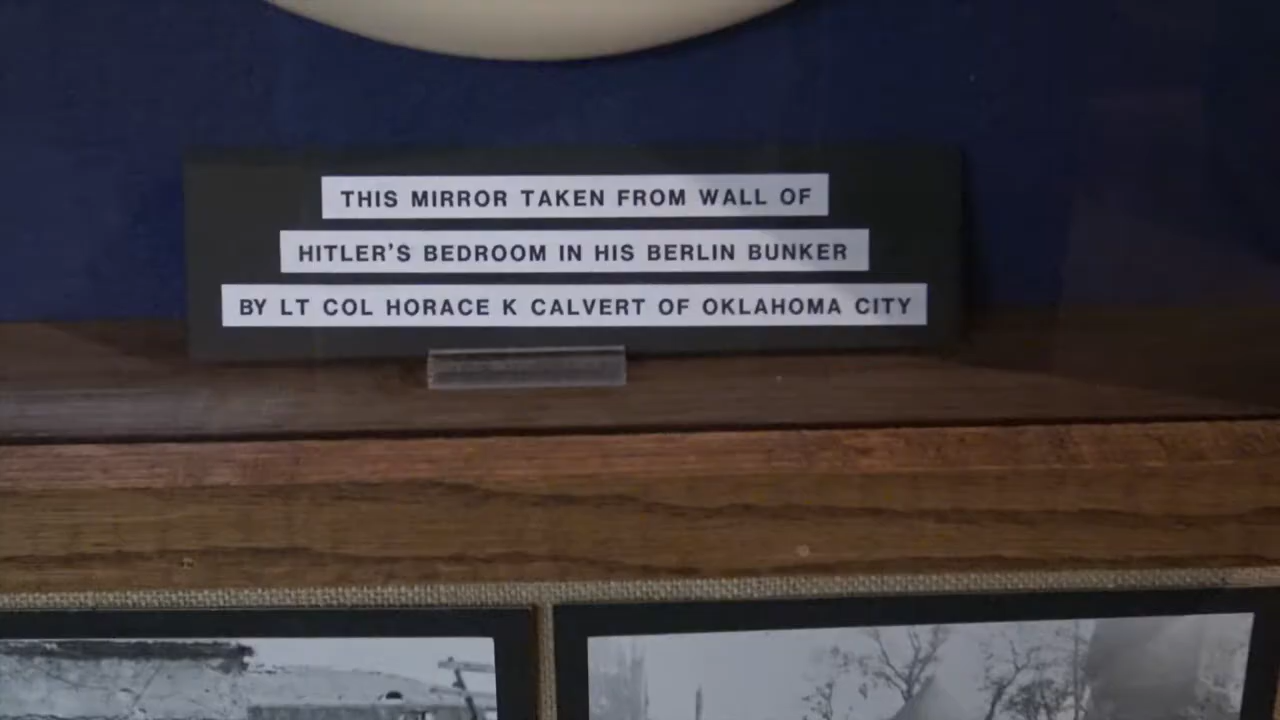 THIS MIRROR TAKEN FROM WALL OF
HITLER'S BEDROOM IN HIS BERLIN BUNKER
BY LT COL HORACE K CALVERT OF OKLAHOMA CITY